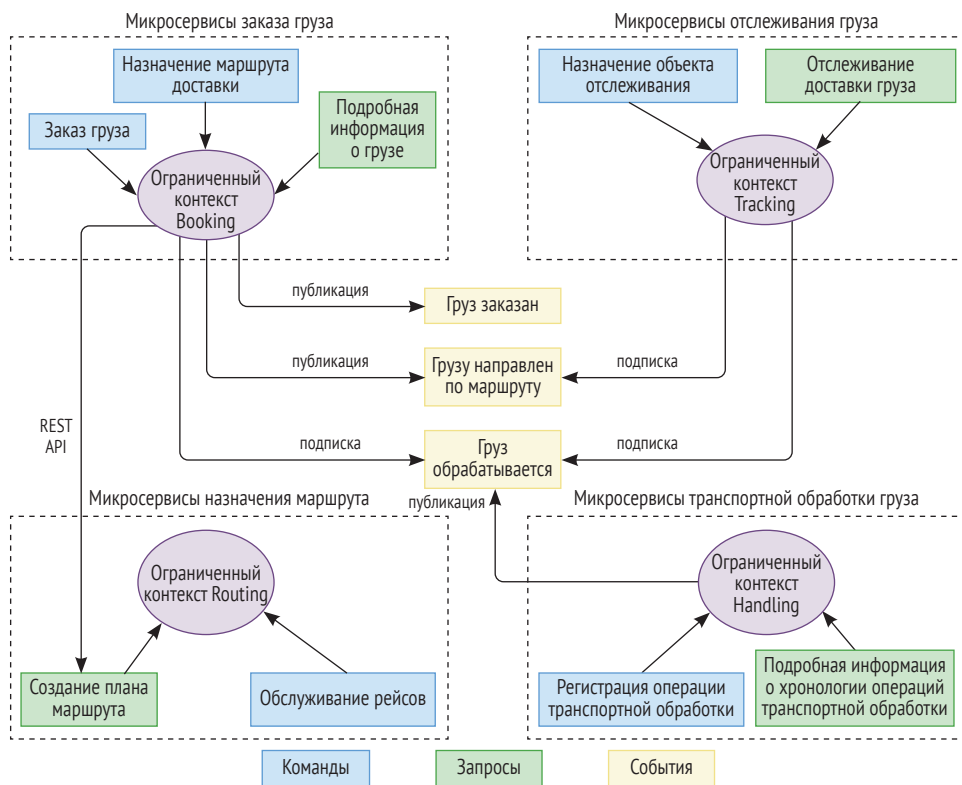 Микросервисы заказа груза
Назначение маршрута
доставки
Заказ груза
Подробная
информация
о грузе
Ограниченный
контекст
Booking
Микросервисы отслеживания груза
Назначение объекта
отслеживания
Отслеживание
доставки груза
Ограниченный
контекст
Tracking
публикация
Груз заказан
публикация
Грузу направлен
по маршруту
подписка
REST
API
подписка
Груз
обрабатывается
подписка
публикация
Микросервисы назначения маршрута
Ограниченный
контекст Routing
Создание плана
маршрута
Обслуживание рейсов
Микросервисы транспортной обработки груза
Ограниченный
контекст
Handling
Регистрация операции
транспортной обработки
Подробная информация
о хронологии операций
транспортной обработки
Команды
Запросы
События